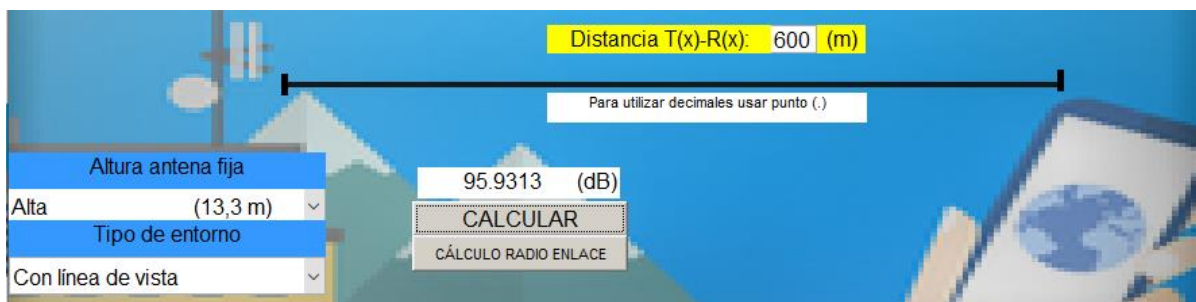 Distancia T(x)-R(x): 600 (m)
Para utilizar decimales usar punto (.)
Altura antena fija
Alta (13,3 m)
Tipo de entorno
Con línea de vista
95.9313 (dB)
CALCULAR
CÁLCULO RADIO ENLACE